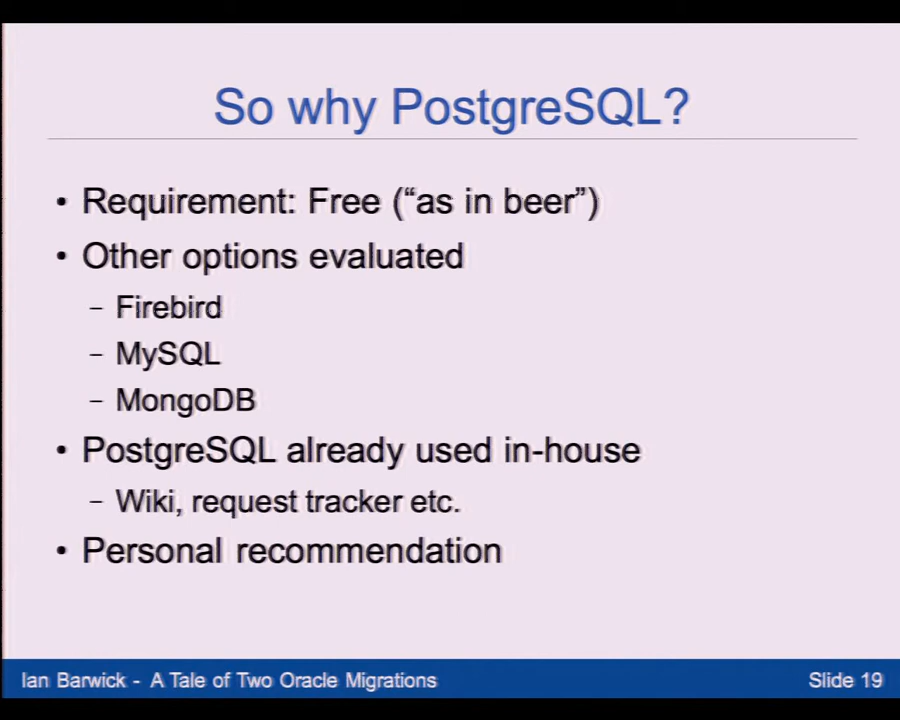 So why PostgreSQL?
• Requirement: Free (“as in beer”)
• Other options evaluated
– Firebird
– MySQL
– MongoDB
• PostgreSQL already used in-house
– Wiki, request tracker etc.
• Personal recommendation
Ian Barwick - A Tale of Two Oracle Migrations
Slide 19